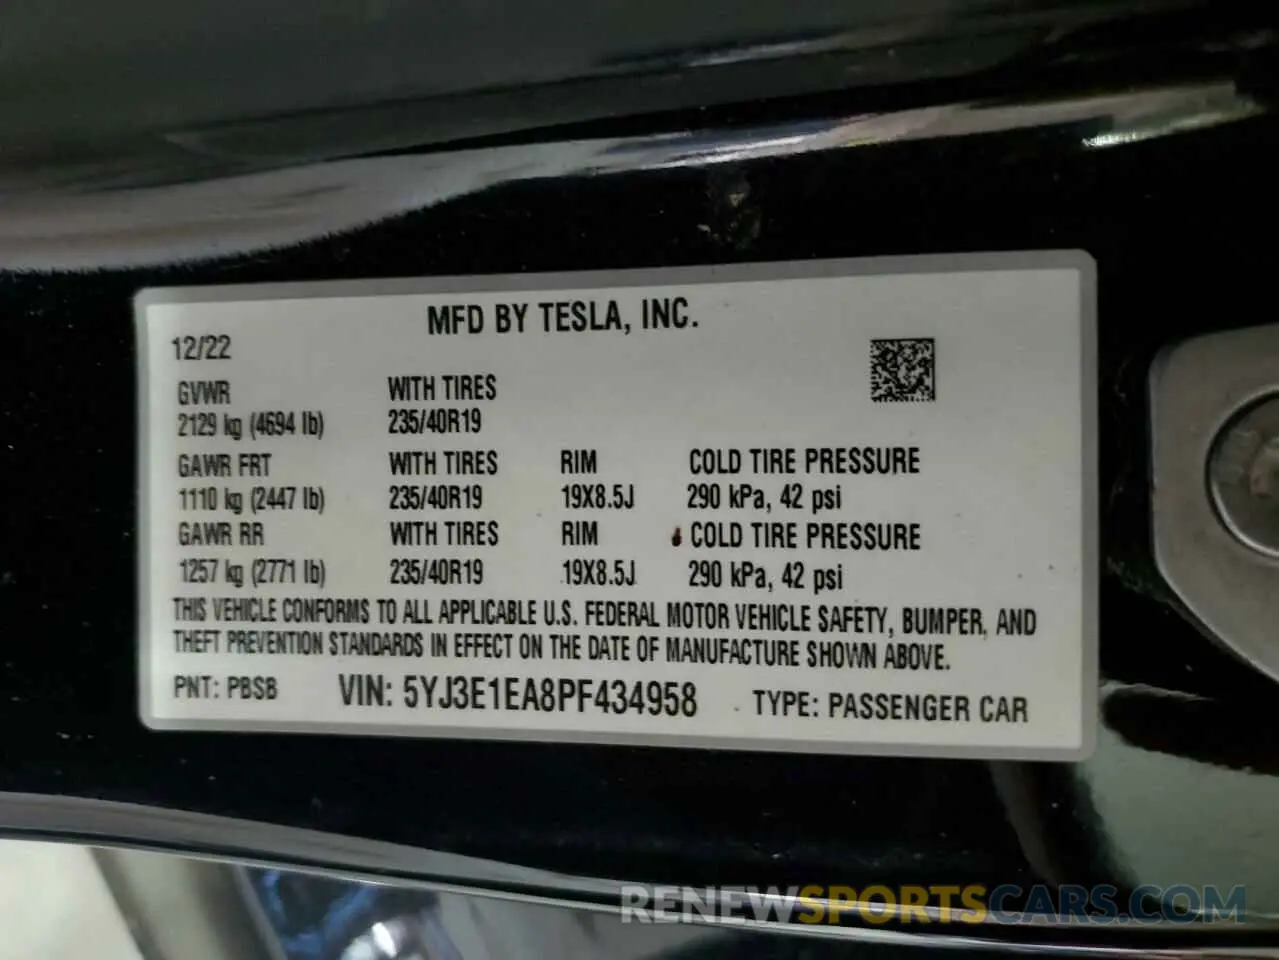 MFD BY TESLA, INC.
12/22
GVWR WITH TIRES
2129 kg (4694 lb) 235/40R19
GAWR FRT WITH TIRES RIM COLD TIRE PRESSURE
1110 kg (2447 lb) 235/40R19 19X8.5J 290 kPa, 42 psi
GAWR RR WITH TIRES RIM COLD TIRE PRESSURE
1257 kg (2771 lb) 235/40R19 19X8.5J 290 kPa, 42 psi
THIS VEHICLE CONFORMS TO ALL APPLICABLE U.S. FEDERAL MOTOR VEHICLE SAFETY, BUMPER, AND
THEFT PREVENTION STANDARDS IN EFFECT ON THE DATE OF MANUFACTURE SHOWN ABOVE.
PNT: PBSB VIN: 5YJ3E1EA8PF434958 TYPE: PASSENGER CAR
RENEWSPORTSCARS.COM